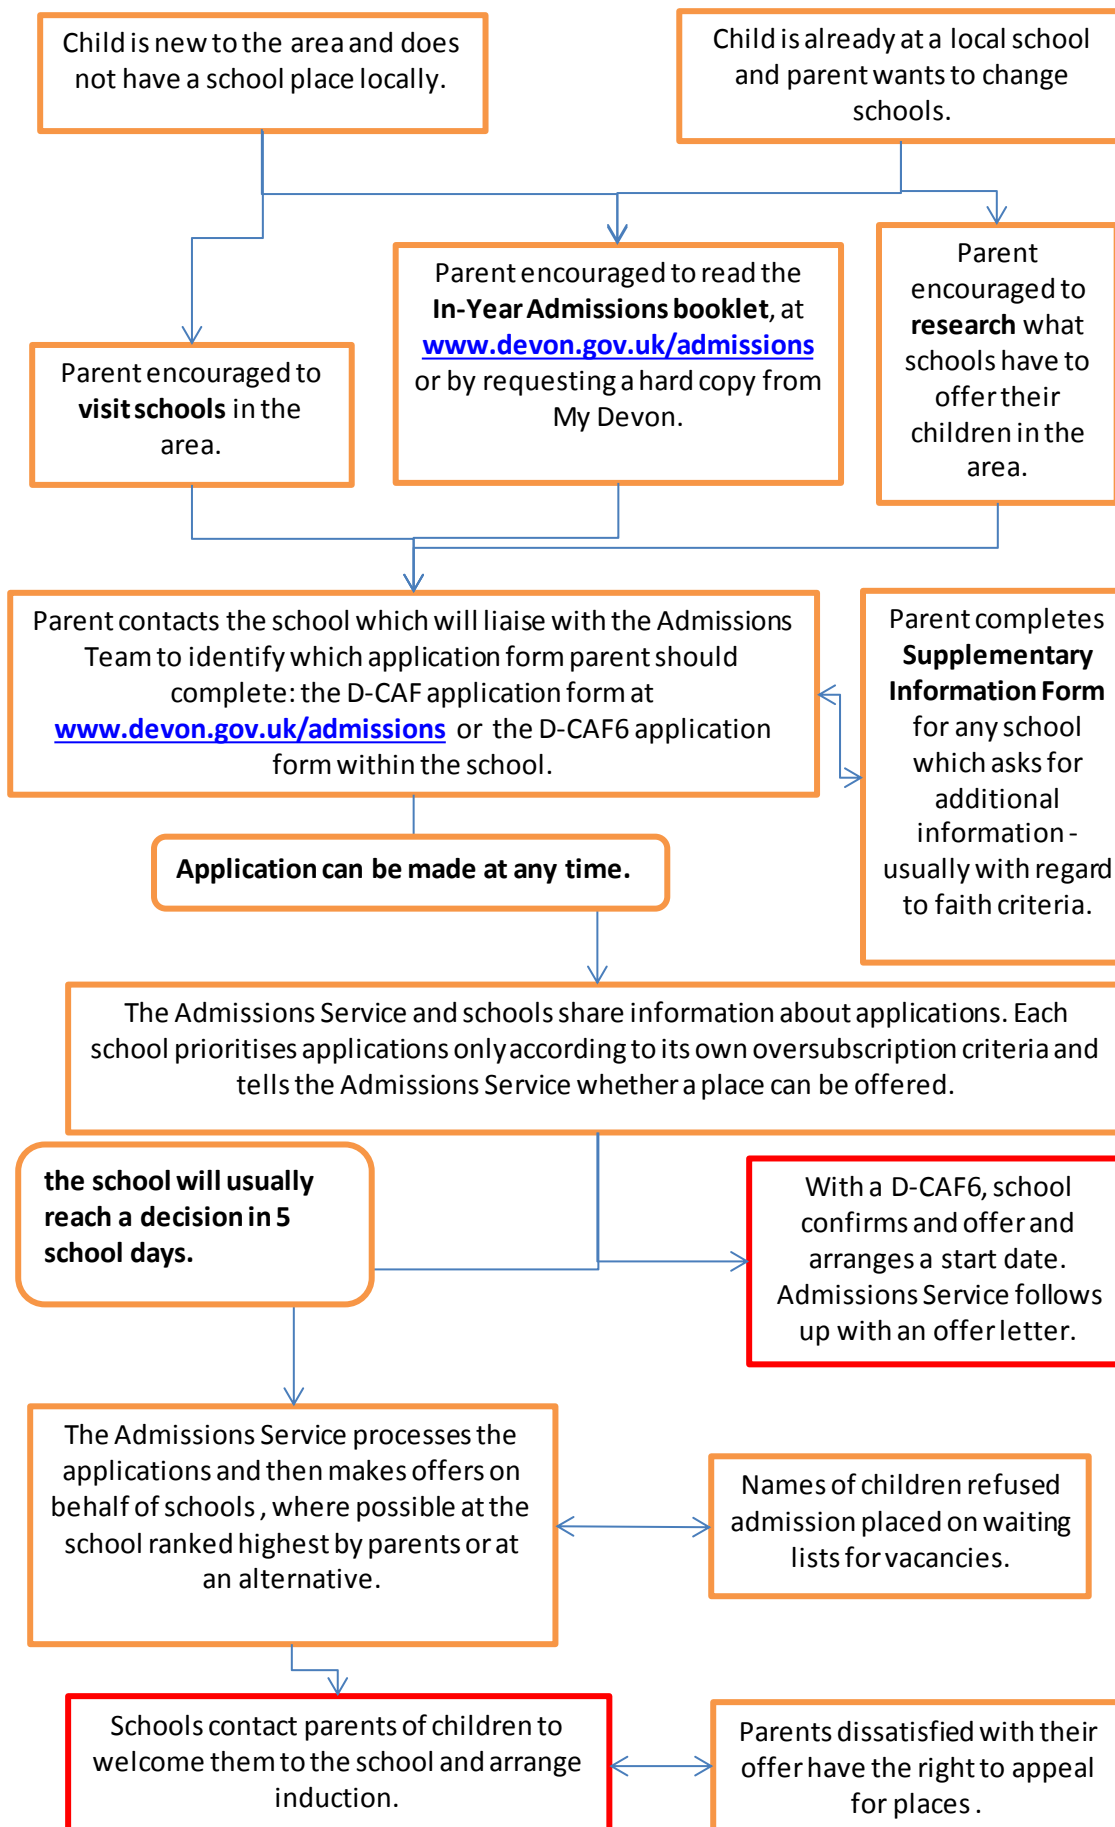 Child is new to the area and does
not have a school place locally.
Child is already at a local school
and parent wants to change
schools.
Parent encouraged to
visit schools in the
area.
Parent encouraged to read the
In-Year Admissions booklet, at
www.devon.gov.uk/admissions
or by requesting a hard copy from
My Devon.
Parent
encouraged to
research what
schools have to
offer their
children in the
area.
Parent contacts the school which will liaise with the Admissions
Team to identify which application form parent should
complete: the D-CAF application form at
www.devon.gov.uk/admissions or the D-CAF6 application
form within the school.
Parent completes
Supplementary
Information Form
for any school
which asks for
additional
information -
usually with regard
to faith criteria.
Application can be made at any time.
The Admissions Service and schools share information about applications. Each
school prioritises applications only according to its own oversubscription criteria and
tells the Admissions Service whether a place can be offered.
the school will usually
reach a decision in 5
school days.
With a D-CAF6, school
confirms and offer and
arranges a start date.
Admissions Service follows
up with an offer letter.
The Admissions Service processes the
applications and then makes offers on
behalf of schools , where possible at the
school ranked highest by parents or at
an alternative.
Names of children refused
admission placed on waiting
lists for vacancies.
Schools contact parents of children to
welcome them to the school and arrange
induction.
Parents dissatisfied with their
offer have the right to appeal
for places .